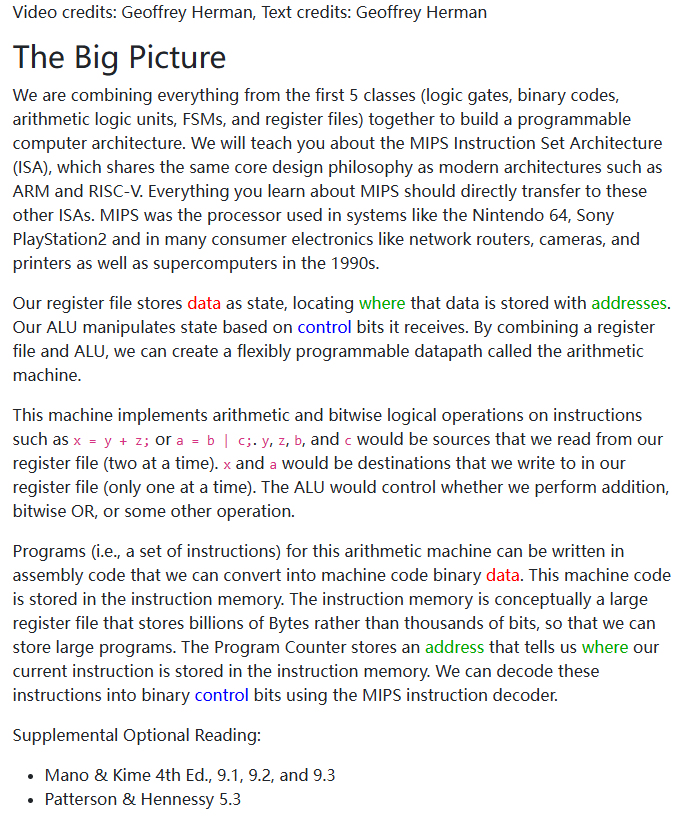 Video credits: Geoffrey Herman, Text credits: Geoffrey Herman
The Big Picture
We are combining everything from the first 5 classes (logic gates, binary codes,
arithmetic logic units, FSMs, and register files) together to build a programmable
computer architecture. We will teach you about the MIPS Instruction Set Architecture
(ISA), which shares the same core design philosophy as modern architectures such as
ARM and RISC-V. Everything you learn about MIPS should directly transfer to these
other ISAs. MIPS was the processor used in systems like the Nintendo 64, Sony
PlayStation2 and in many consumer electronics like network routers, cameras, and
printers as well as supercomputers in the 1990s.
Our register file stores data as state, locating where that data is stored with addresses.
Our ALU manipulates state based on control bits it receives. By combining a register
file and ALU, we can create a flexibly programmable datapath called the arithmetic
machine.
This machine implements arithmetic and bitwise logical operations on instructions
such as x = y + z; or a = b | c;. y, z, b, and c would be sources that we read from our
register file (two at a time). x and a would be destinations that we write to in our
register file (only one at a time). The ALU would control whether we perform addition,
bitwise OR, or some other operation.
Programs (i.e., a set of instructions) for this arithmetic machine can be written in
assembly code that we can convert into machine code binary data. This machine code
is stored in the instruction memory. The instruction memory is conceptually a large
register file that stores billions of Bytes rather than thousands of bits, so that we can
store large programs. The Program Counter stores an address that tells us where our
current instruction is stored in the instruction memory. We can decode these
instructions into binary control bits using the MIPS instruction decoder.
Supplemental Optional Reading:
• Mano & Kime 4th Ed., 9.1, 9.2, and 9.3
• Patterson & Hennessy 5.3